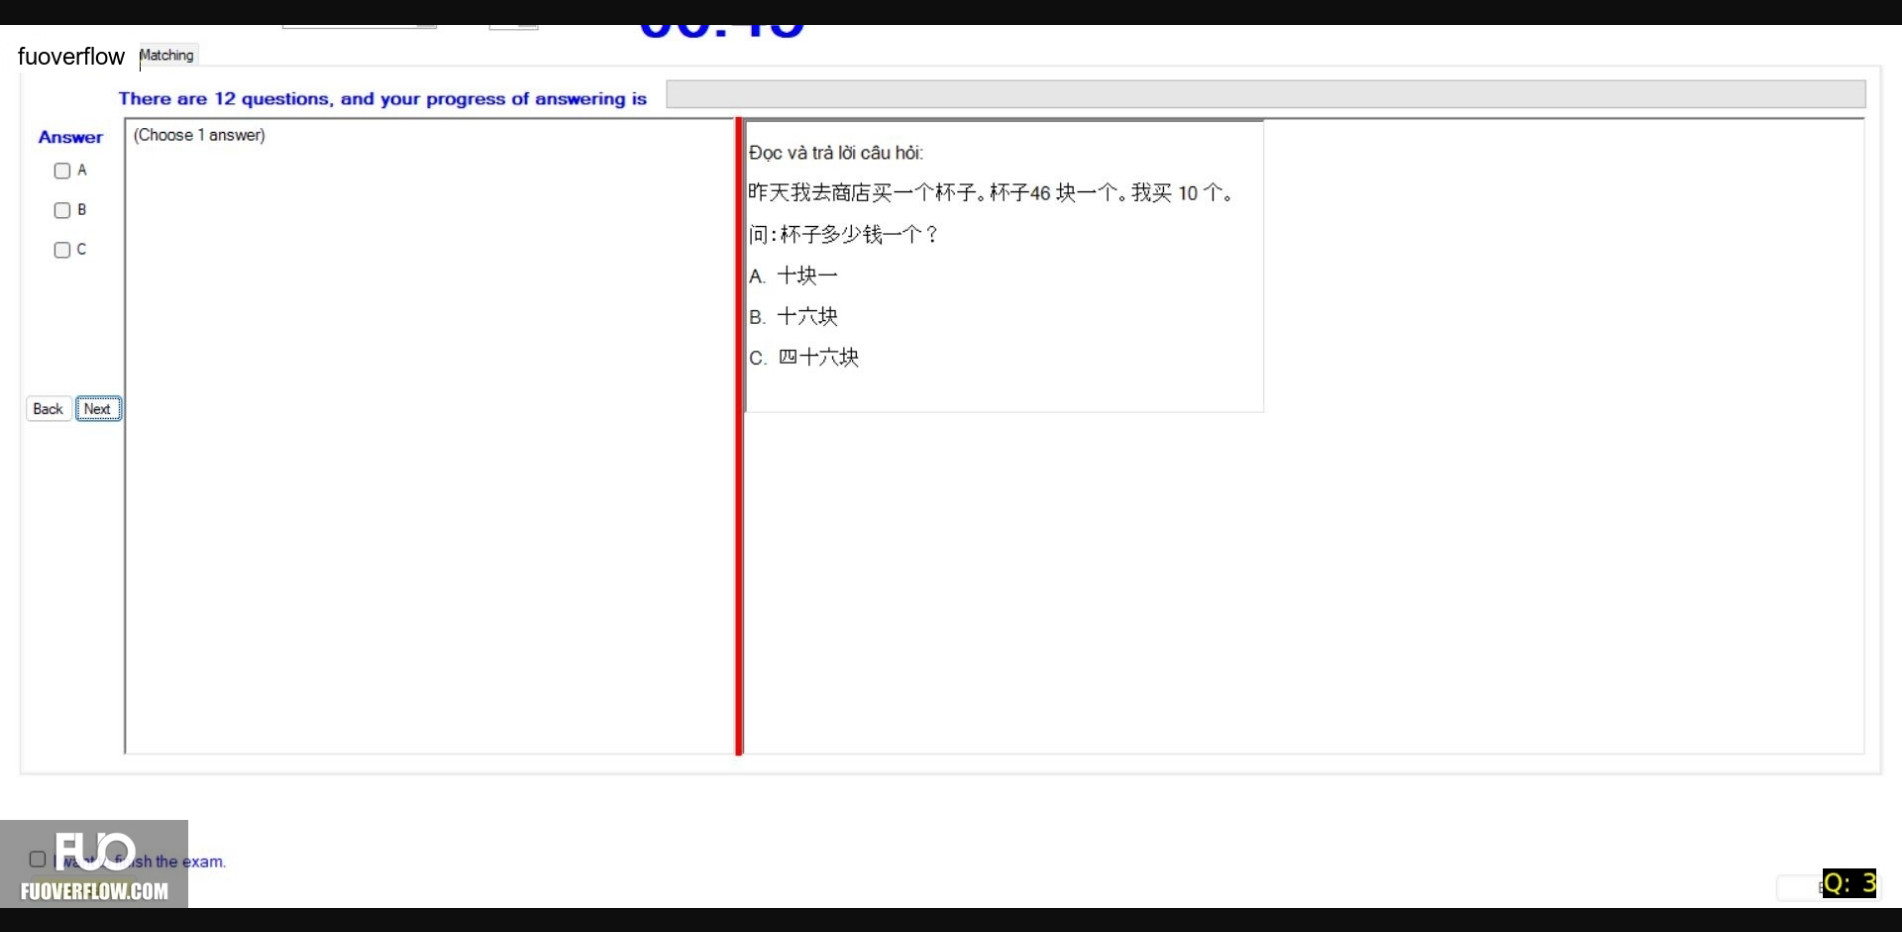 fuoverflow
Matching
There are 12 questions, and your progress of answering is
Answer
(Choose 1 answer)
A
B
C
Back
Next
Đọc và trả lời câu hỏi:
昨天我去商店买一个杯子。杯子46 块一个。我买 10 个。
问:杯子多少钱一个？
A. 十块一
B. 十六块
C. 四十六块
FUO
sh the exam.
FUOVERFLOW.COM
Q: 3